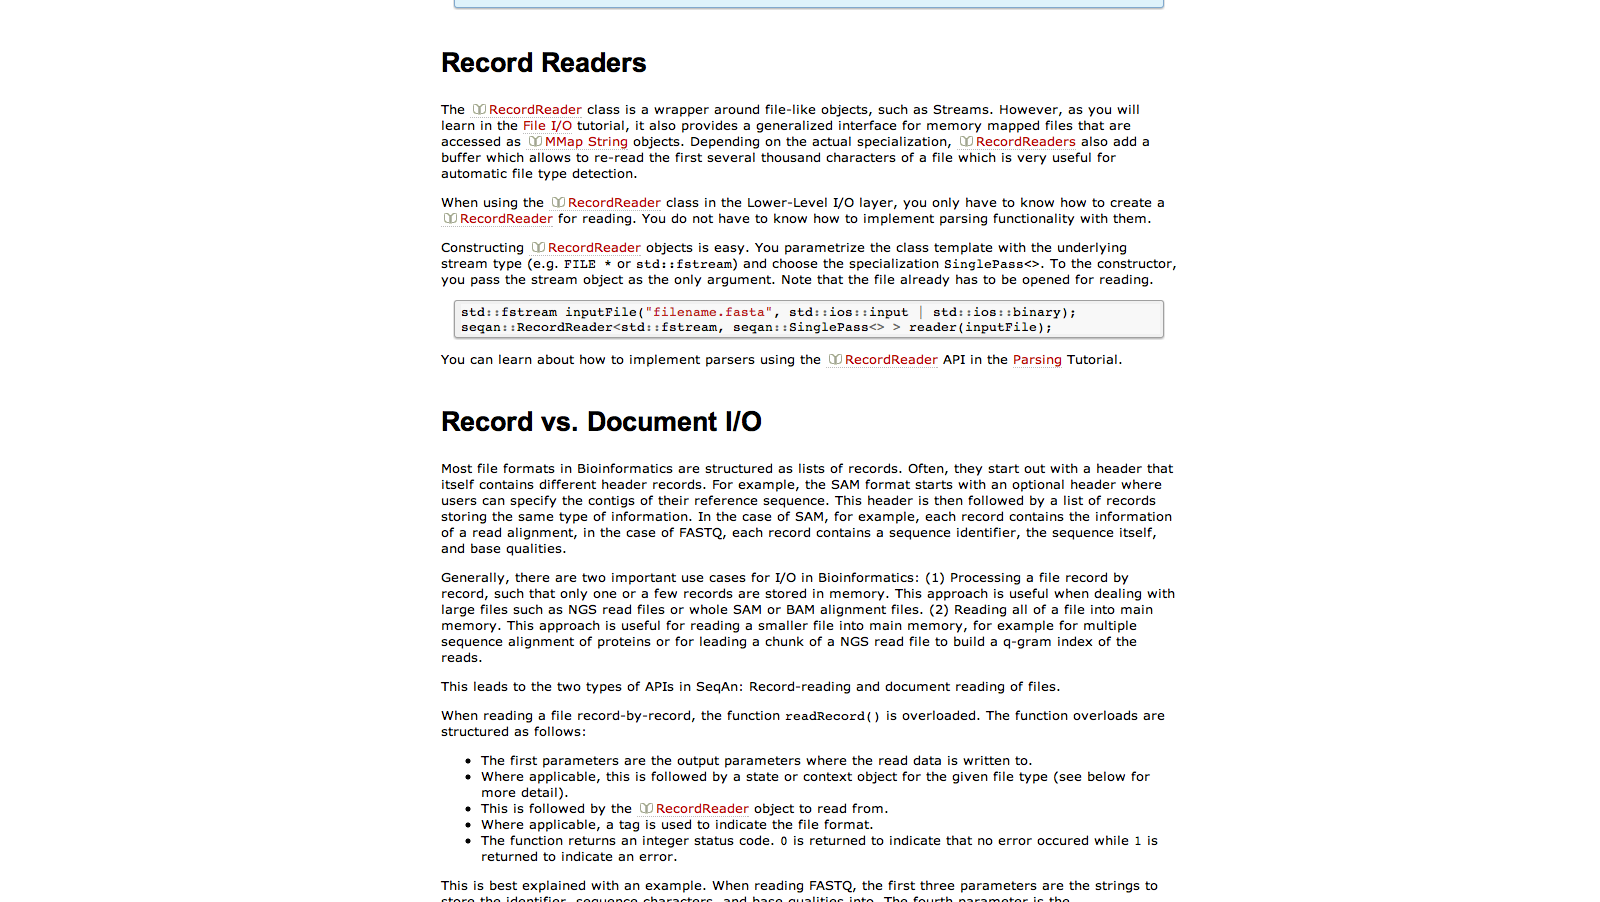 Record Readers
The RecordReader class is a wrapper around file-like objects, such as Streams. However, as you will
learn in the File I/O tutorial, it also provides a generalized interface for memory mapped files that are
accessed as MMap String objects. Depending on the actual specialization, RecordReaders also add a
buffer which allows to re-read the first several thousand characters of a file which is very useful for
automatic file type detection.
When using the RecordReader class in the Lower-Level I/O layer, you only have to know how to create a
RecordReader for reading. You do not have to know how to implement parsing functionality with them.
Constructing RecordReader objects is easy. You parametrize the class template with the underlying
stream type (e.g. FILE * or std::fstream) and choose the specialization SinglePass<>. To the constructor,
you pass the stream object as the only argument. Note that the file already has to be opened for reading.
std::fstream inputFile("filename.fasta", std::ios::input | std::ios::binary);
seqan::RecordReader<std::fstream, seqan::SinglePass<> > reader(inputFile);
You can learn about how to implement parsers using the RecordReader API in the Parsing Tutorial.
Record vs. Document I/O
Most file formats in Bioinformatics are structured as lists of records. Often, they start out with a header that
itself contains different header records. For example, the SAM format starts with an optional header where
users can specify the contigs of their reference sequence. This header is then followed by a list of records
storing the same type of information. In the case of SAM, for example, each record contains the information
of a read alignment, in the case of FASTQ, each record contains a sequence identifier, the sequence itself,
and base qualities.
Generally, there are two important use cases for I/O in Bioinformatics: (1) Processing a file record by
record, such that only one or a few records are stored in memory. This approach is useful when dealing with
large files such as NGS read files or whole SAM or BAM alignment files. (2) Reading all of a file into main
memory. This approach is useful for reading a smaller file into main memory, for example for multiple
sequence alignment of proteins or for leading a chunk of a NGS read file to build a q-gram index of the
reads.
This leads to the two types of APIs in SeqAn: Record-reading and document reading of files.
When reading a file record-by-record, the function readRecord() is overloaded. The function overloads are
structured as follows:
• The first parameters are the output parameters where the read data is written to.
• Where applicable, this is followed by a state or context object for the given file type (see below for
more detail).
• This is followed by the RecordReader object to read from.
• Where applicable, a tag is used to indicate the file format.
• The function returns an integer status code. 0 is returned to indicate that no error occured while 1 is
returned to indicate an error.
This is best explained with an example. When reading FASTQ, the first three parameters are the strings to
store the identifier, sequence characters, and base qualities into. The fourth parameter is the